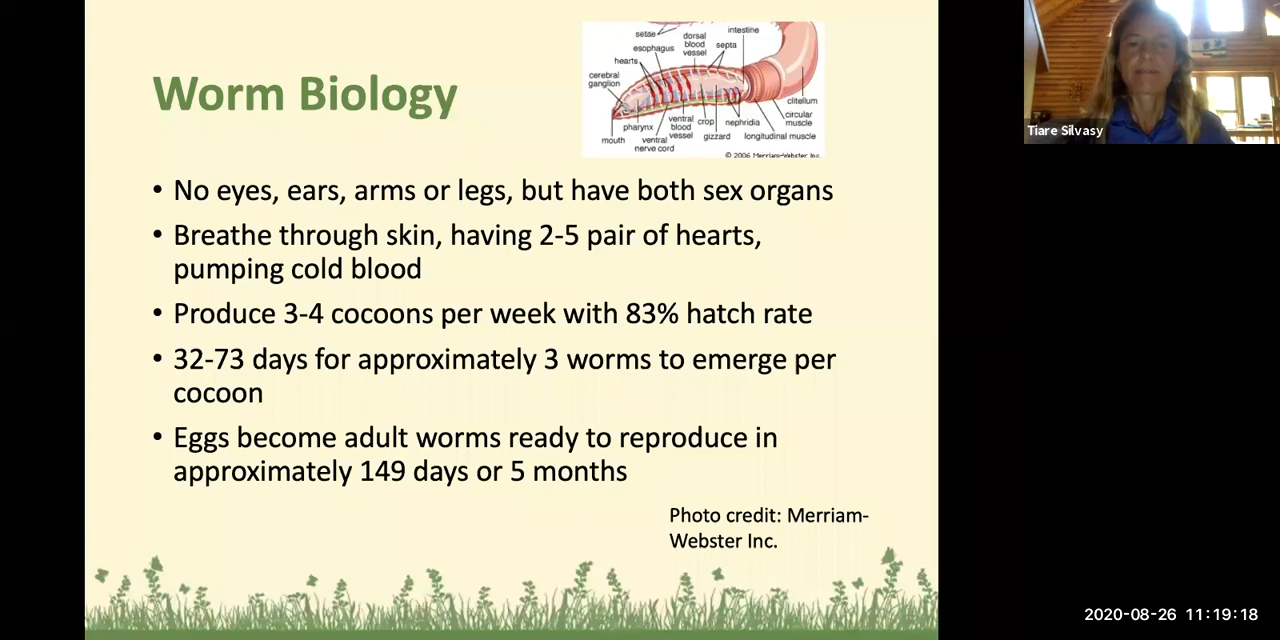 Worm Biology
setae
dorsal blood vessel
intestine
esophagus
septa
hearts
cerebral ganglion
clitellum
circular muscle
pharynx
ventral blood vessel
crop
nephridia
mouth
ventral nerve cord
gizzard
longitudinal muscle
© 2006 Merriam-Webster Inc.
Tiare Silvasy
• No eyes, ears, arms or legs, but have both sex organs
• Breathe through skin, having 2-5 pair of hearts,
pumping cold blood
• Produce 3-4 cocoons per week with 83% hatch rate
• 32-73 days for approximately 3 worms to emerge per
cocoon
• Eggs become adult worms ready to reproduce in
approximately 149 days or 5 months
Photo credit: Merriam-
Webster Inc.
2020-08-26 11:19:18